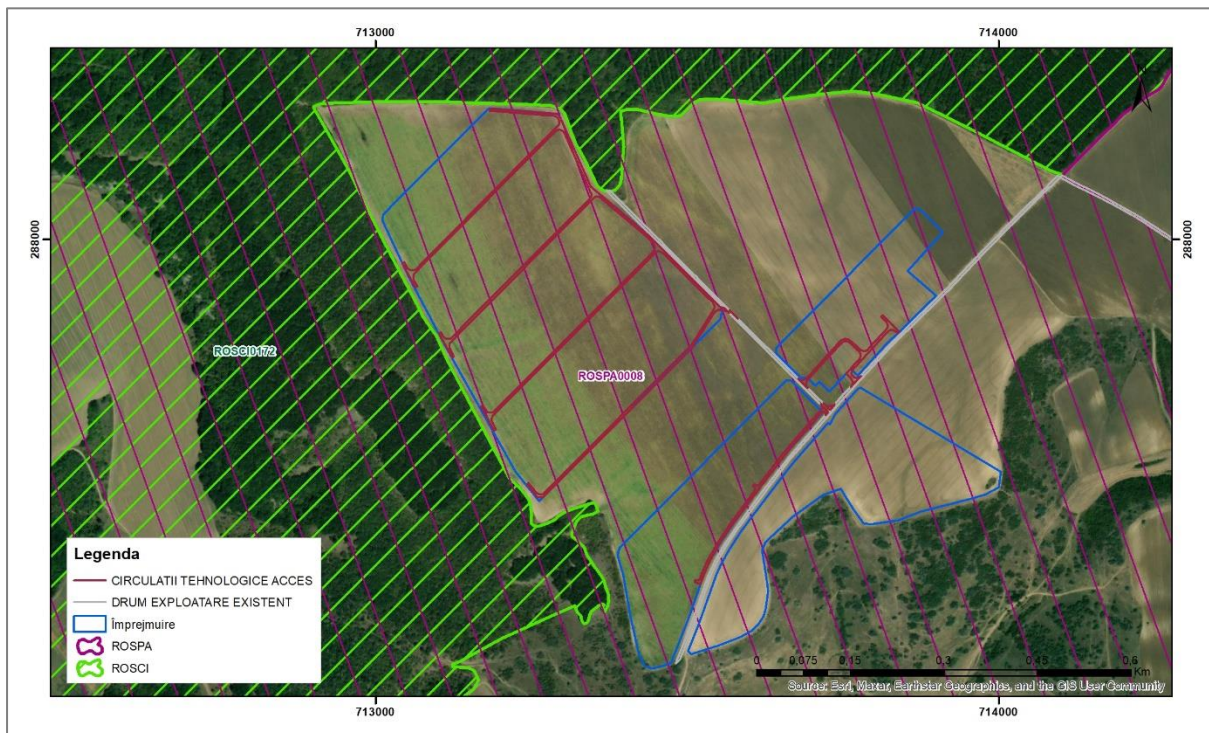 713000
714000
288000
288000
ROSCI0172
ROSPA0008
Legenda
CIRCULATII TEHNOLOGICE ACCES
DRUM EXPLOATARE EXISTENT
Împrejmuire
ROSPA
ROSCI
0 0.075 0.15 0.3 0.45 0.6
Km
Source: Esri, Maxar, Earthstar Geographics, and the GIS User Community
713000
714000